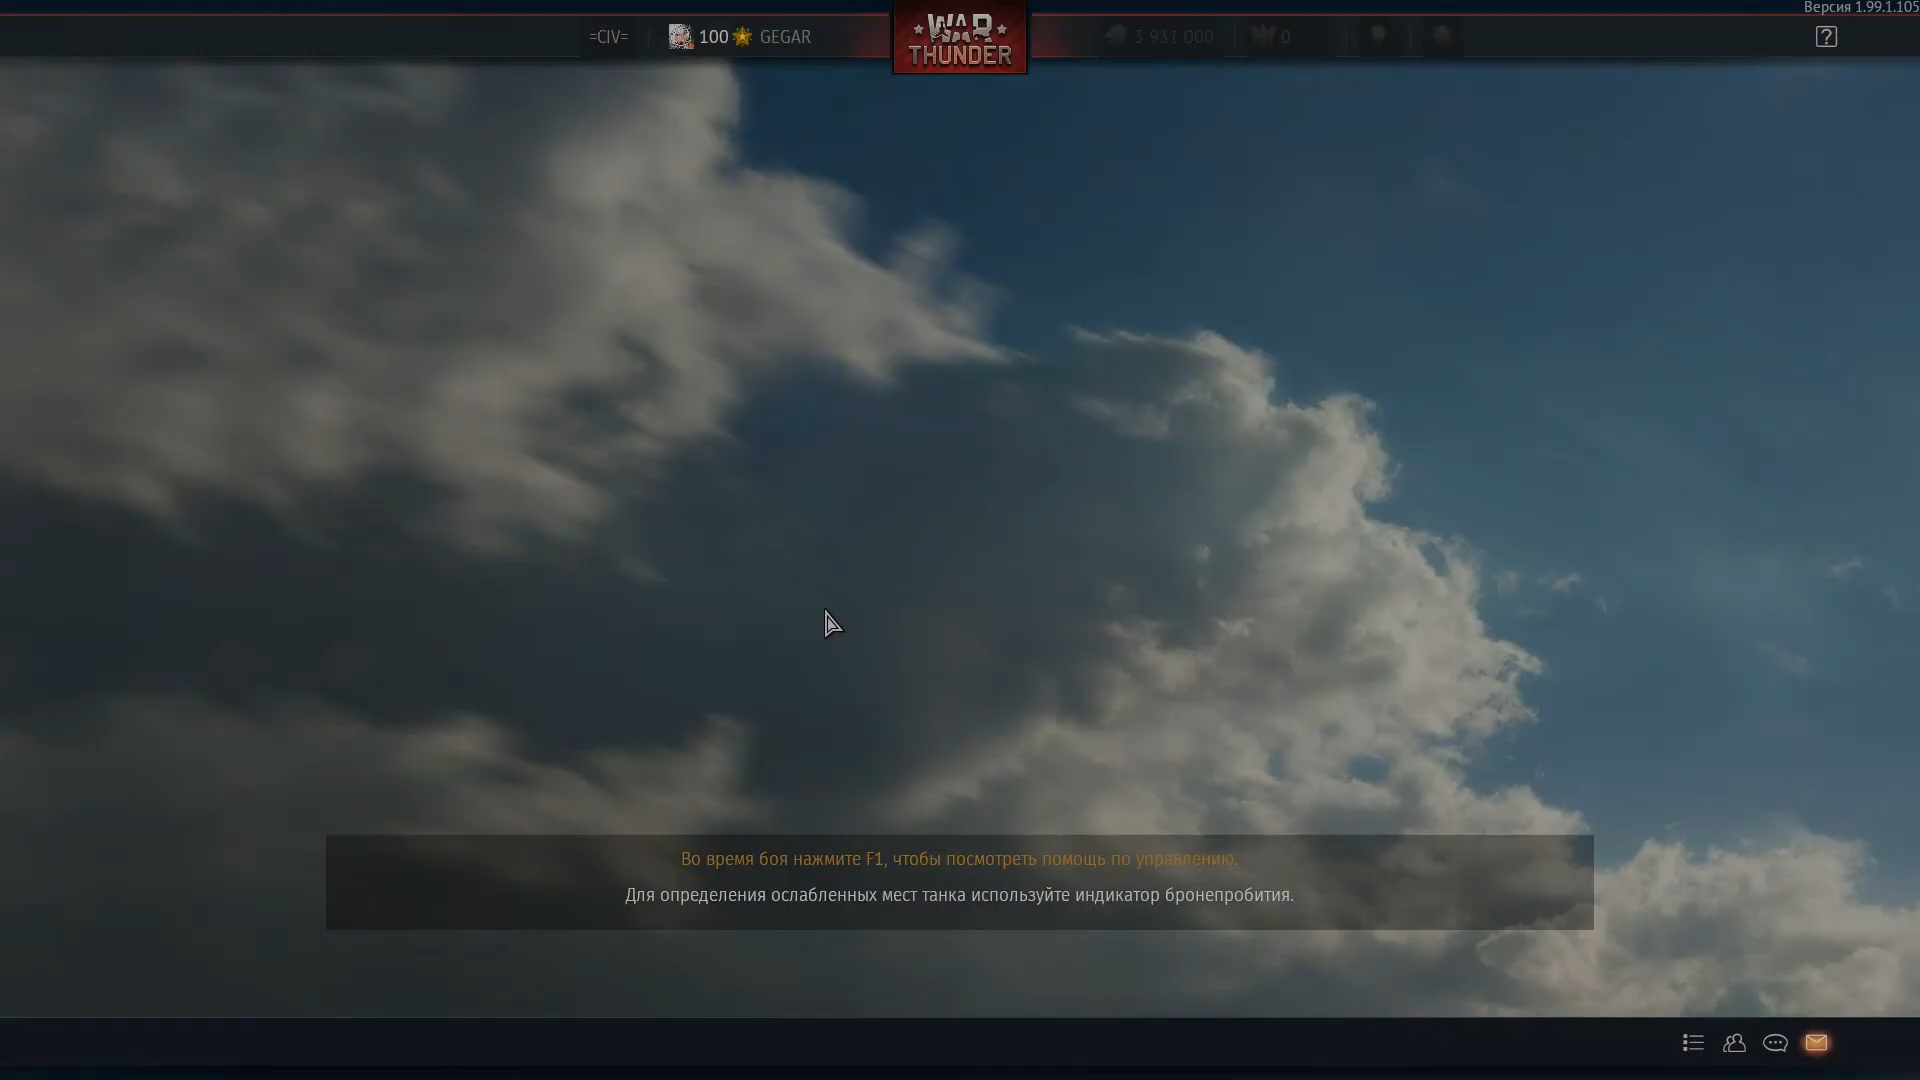 Версия 1.99.1.105
=CIV=
100 GEGAR
WAR
THUNDER
3 931 000
0
Во время боя нажмите F1, чтобы посмотреть помощь по управлению.
Для определения ослабленных мест танка используйте индикатор бронепробития.